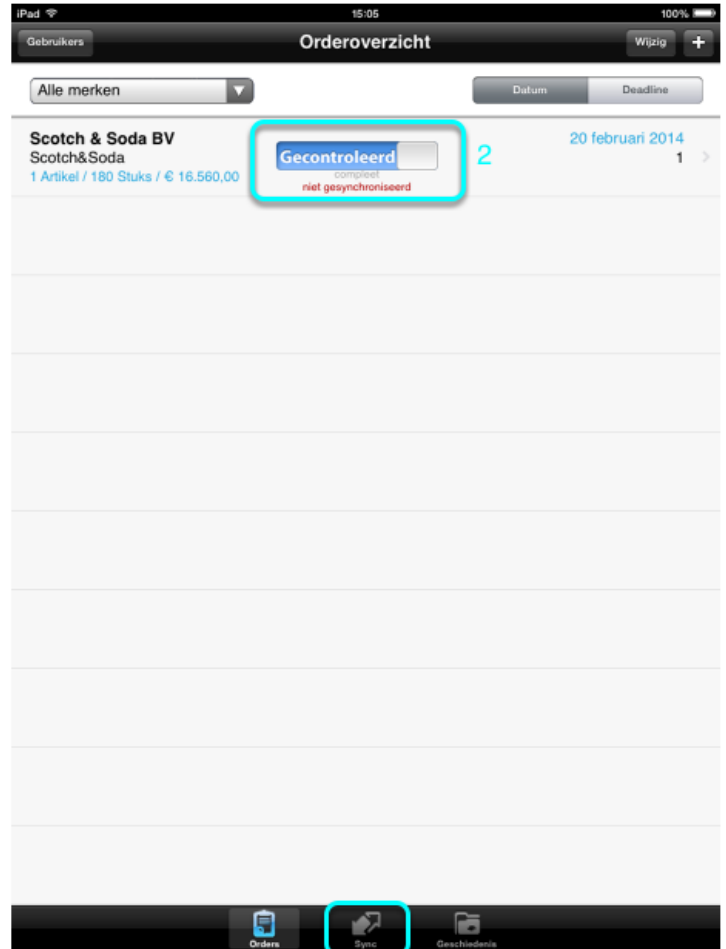 iPad 15:05 100%
Gebruikers Orderoverzicht Wijzig +
Alle merken Datum Deadline
Scotch & Soda BV
Scotch&Soda
1 Artikel / 180 Stuks / € 16.560,00
Gecontroleerd
compleet
niet gesynchroniseerd
2
20 februari 2014
1
Orders Sync Geschiedenis